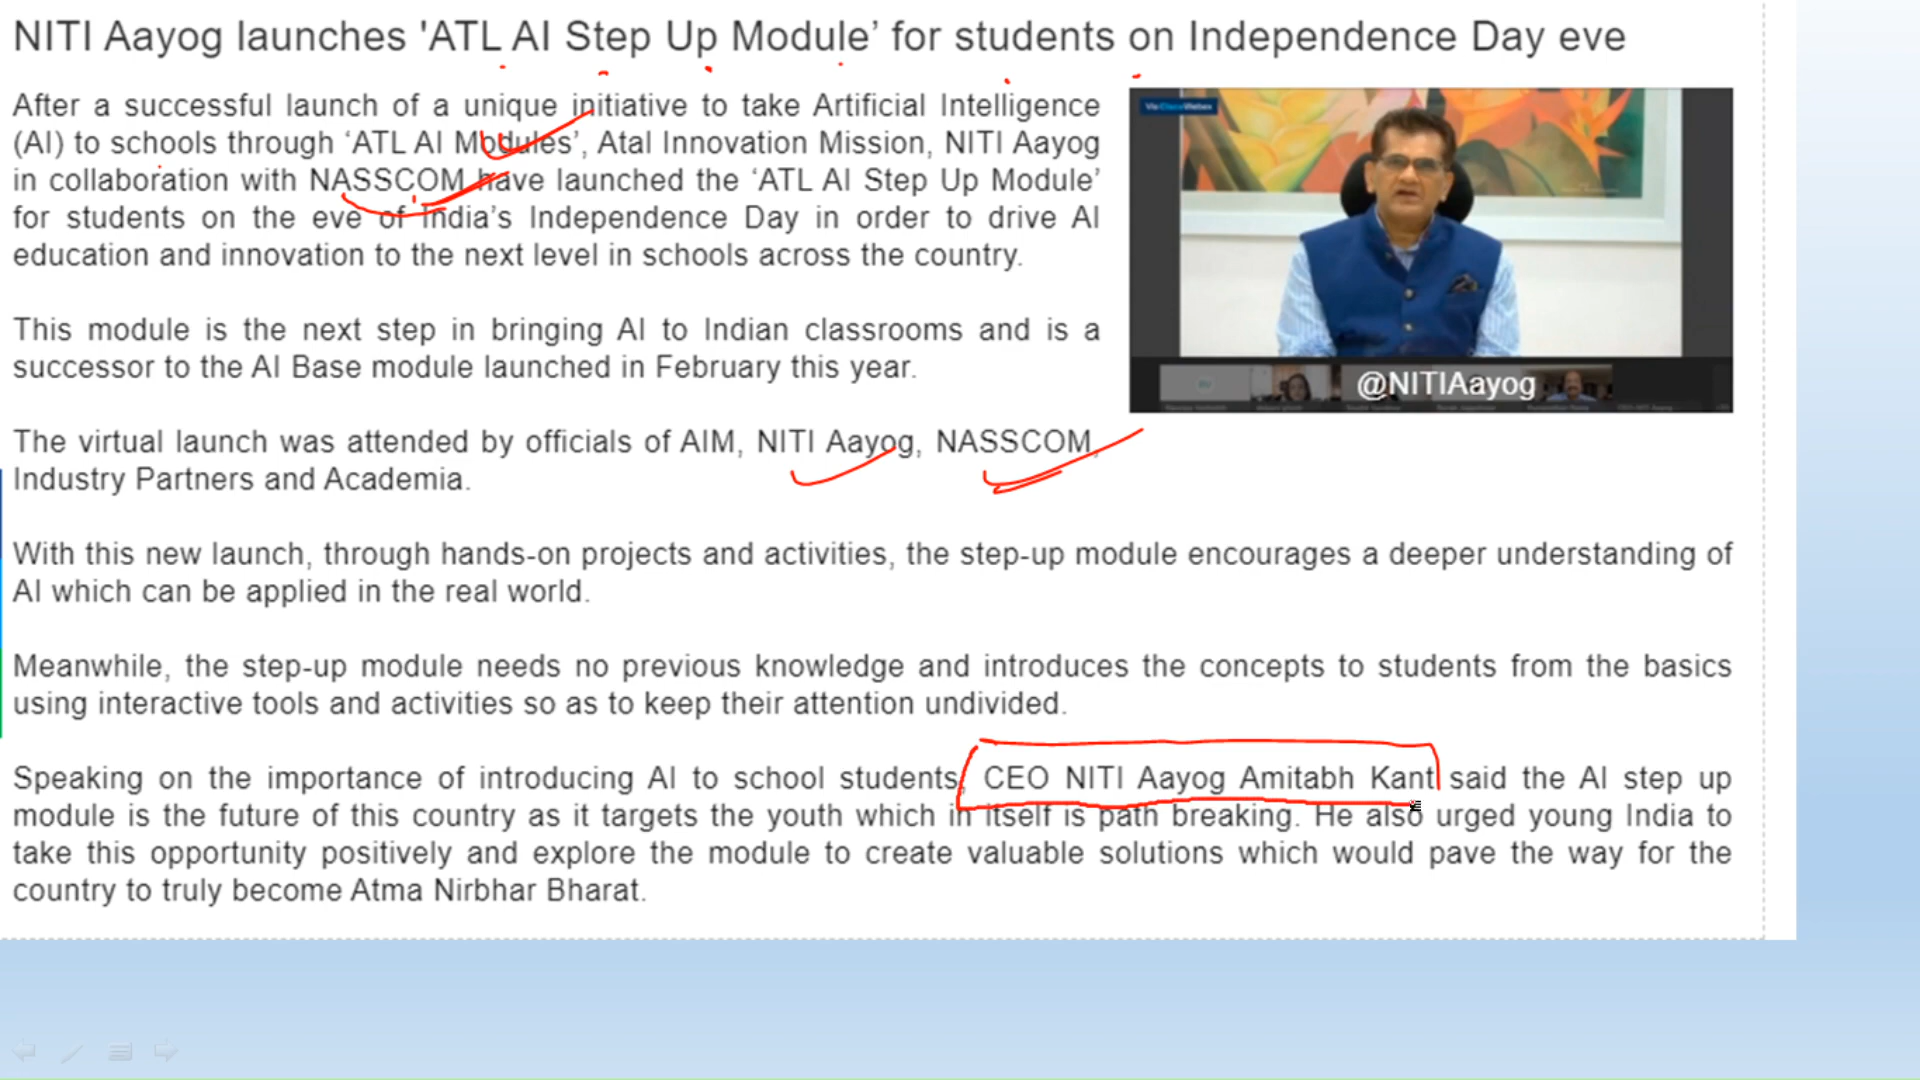 NITI Aayog launches 'ATL AI Step Up Module’ for students on Independence Day eve
After a successful launch of a unique initiative to take Artificial Intelligence
(AI) to schools through ‘ATL AI Modules’, Atal Innovation Mission, NITI Aayog
in collaboration with NASSCOM have launched the ‘ATL AI Step Up Module’
for students on the eve of India’s Independence Day in order to drive AI
education and innovation to the next level in schools across the country.
This module is the next step in bringing AI to Indian classrooms and is a
successor to the AI Base module launched in February this year.
Via Cisco Webex
@NITIAayog
The virtual launch was attended by officials of AIM, NITI Aayog, NASSCOM,
Industry Partners and Academia.
With this new launch, through hands-on projects and activities, the step-up module encourages a deeper understanding of
AI which can be applied in the real world.
Meanwhile, the step-up module needs no previous knowledge and introduces the concepts to students from the basics
using interactive tools and activities so as to keep their attention undivided.
Speaking on the importance of introducing AI to school students, CEO NITI Aayog Amitabh Kant said the AI step up
module is the future of this country as it targets the youth which in itself is path breaking. He also urged young India to
take this opportunity positively and explore the module to create valuable solutions which would pave the way for the
country to truly become Atma Nirbhar Bharat.